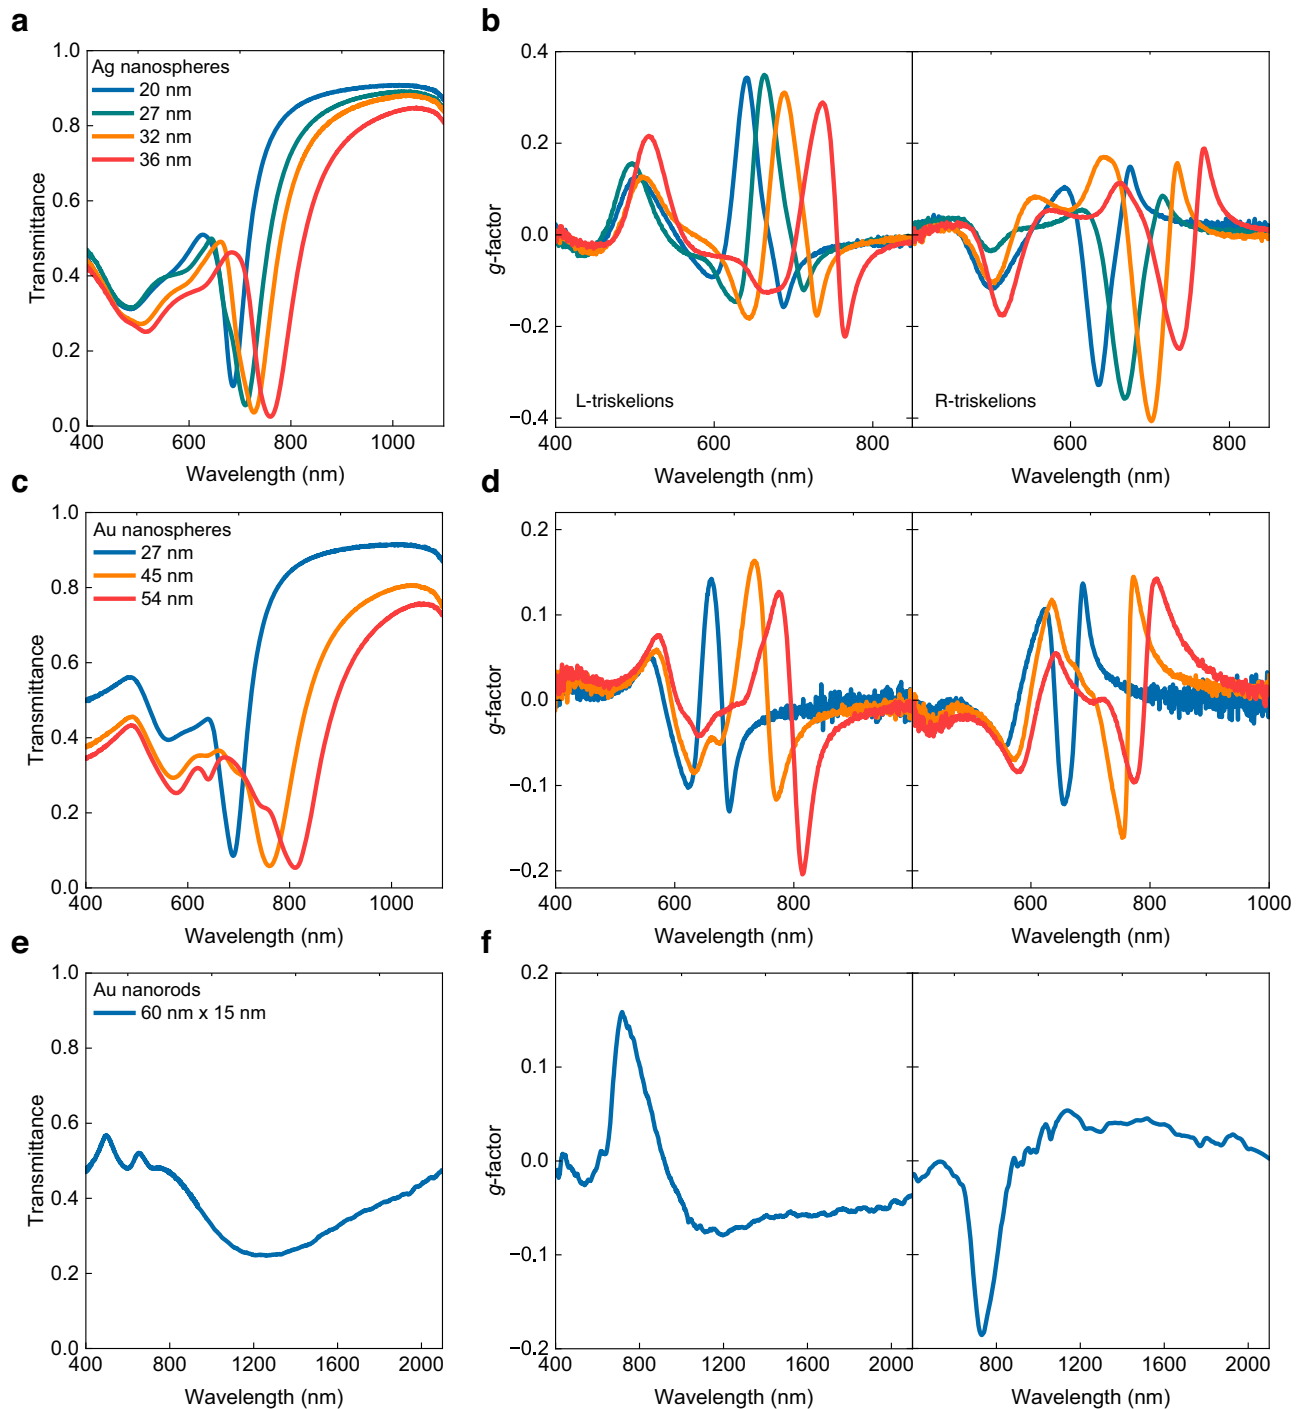 a
1.0
0.8
0.6
0.4
0.2
0.0
Transmittance
Ag nanospheres
20 nm
27 nm
32 nm
36 nm
400
600
800
1000
Wavelength (nm)
b
0.4
0.2
0.0
−0.2
−0.4
g-factor
L-triskelions
R-triskelions
400
600
800
600
800
Wavelength (nm)
Wavelength (nm)
c
1.0
0.8
0.6
0.4
0.2
0.0
Transmittance
Au nanospheres
27 nm
45 nm
54 nm
400
600
800
1000
Wavelength (nm)
d
0.2
0.1
0.0
−0.1
−0.2
g-factor
400
600
800
600
800
1000
Wavelength (nm)
Wavelength (nm)
e
1.0
0.8
0.6
0.4
0.2
0.0
Transmittance
Au nanorods
60 nm x 15 nm
400
800
1200
1600
2000
Wavelength (nm)
f
0.2
0.1
0.0
−0.1
−0.2
g-factor
400
800
1200
1600
2000
800
1200
1600
2000
Wavelength (nm)
Wavelength (nm)